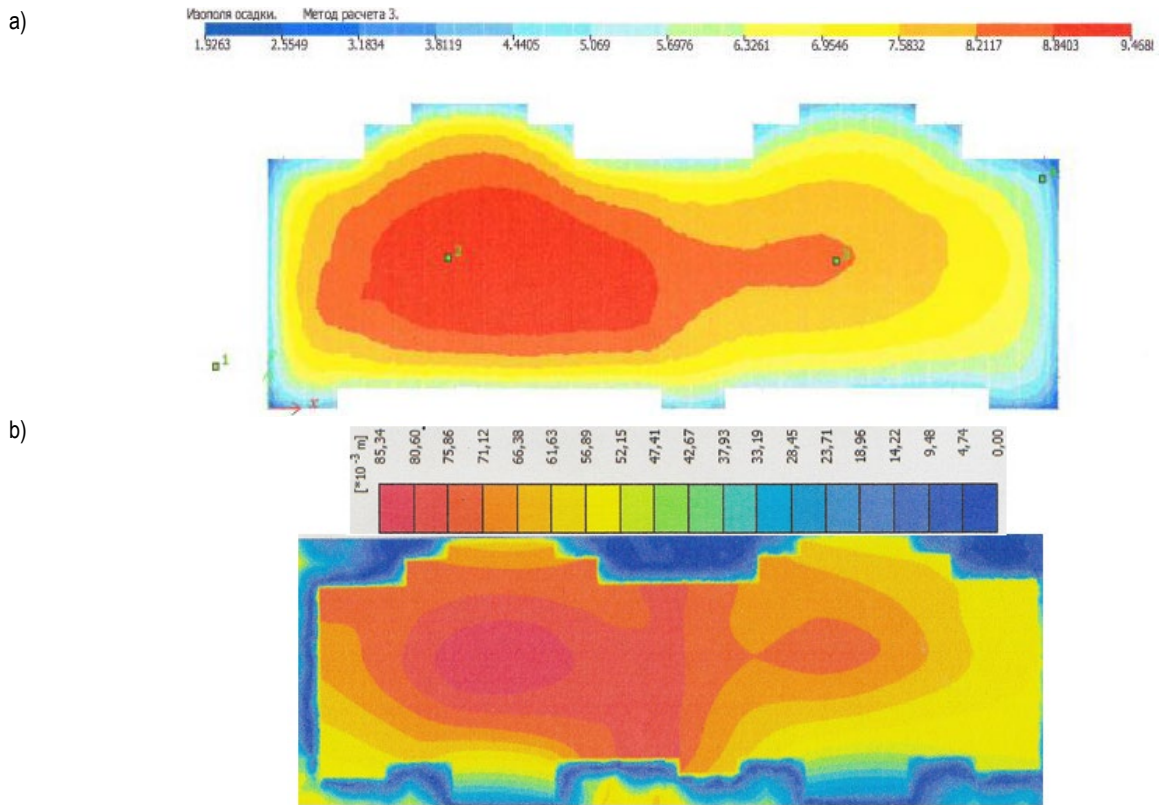 a)
Изополя осадки. Метод расчета 3.
1.9263 2.5549 3.1834 3.8119 4.4405 5.069 5.6976 6.3261 6.9546 7.5832 8.2117 8.8403 9.4688
4
2
3
1
x
b)
[*10⁻³ m] 85,34 80,60 75,86 71,12 66,38 61,63 56,89 52,15 47,41 42,67 37,93 33,19 28,45 23,71 18,96 14,22 9,48 4,74 0,00